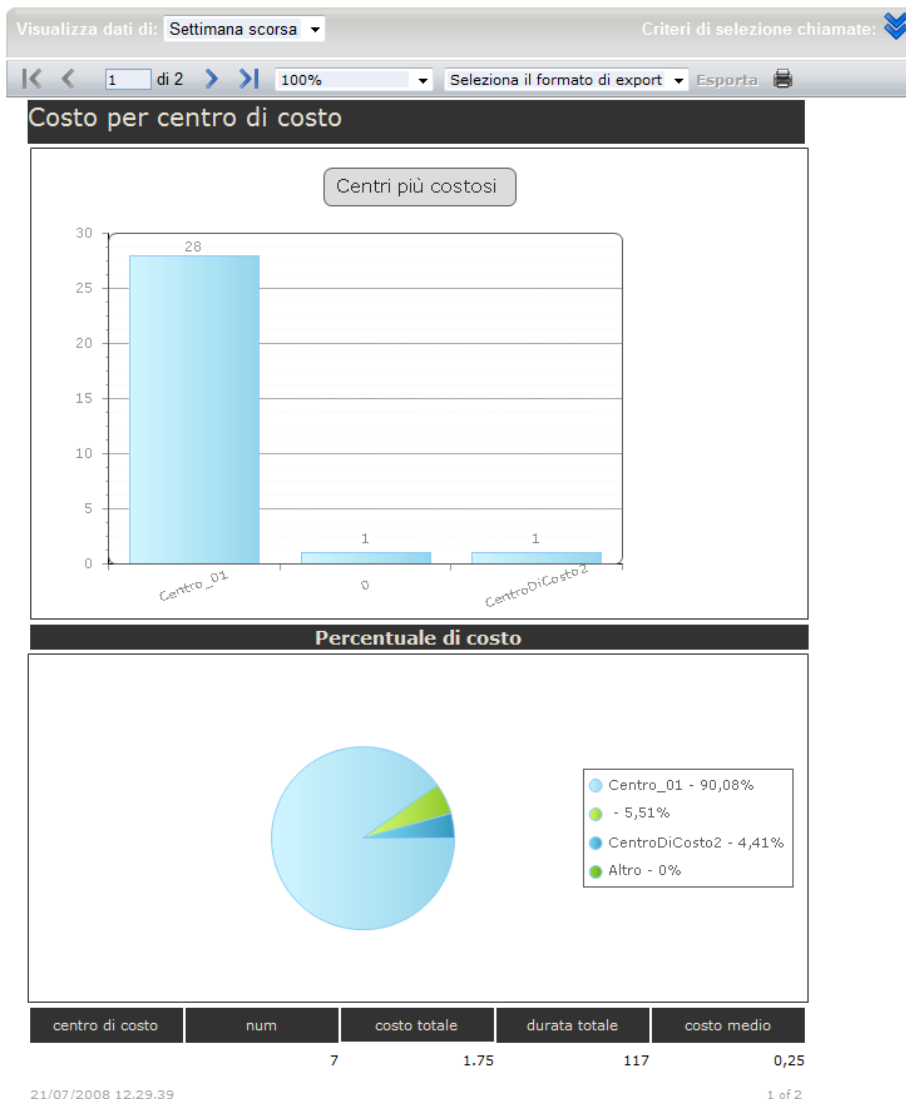 Visualizza dati di: Settimana scorsa Criteri di selezione chiamate:
1 di 2 100% Seleziona il formato di export Esporta
Costo per centro di costo
Centri più costosi
30
28
25
20
15
10
5
1 1
0
Centro_01 0 CentroDiCosto2
Percentuale di costo
Centro_01 - 90,08%
- 5,51%
CentroDiCosto2 - 4,41%
Altro - 0%
centro di costo num costo totale durata totale costo medio
7 1.75 117 0,25
21/07/2008 12.29.39 1 of 2